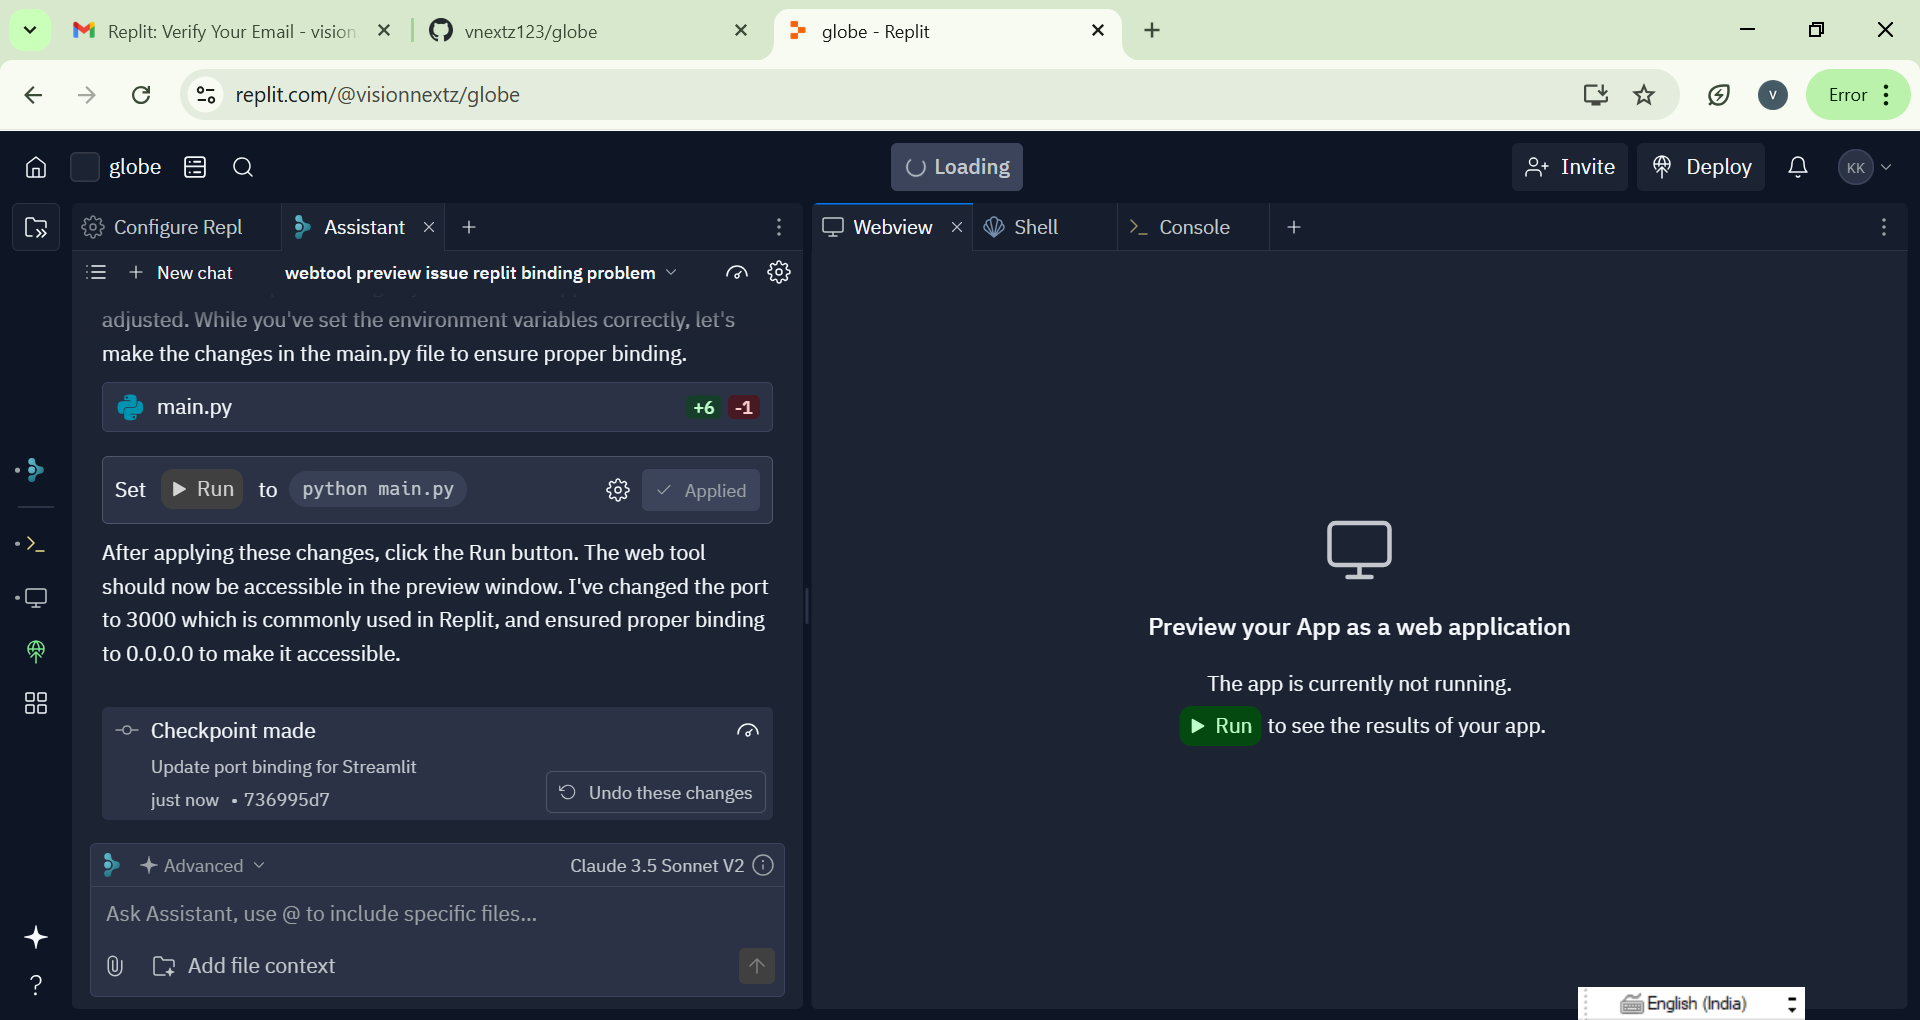 Replit: Verify Your Email - vision
vnextz123/globe
globe - Replit
replit.com/@visionnextz/globe
V
Error
globe
Loading
Invite
Deploy
KK
Configure Repl
Assistant
Webview
Shell
Console
New chat
webtool preview issue replit binding problem
adjusted. While you've set the environment variables correctly, let's
make the changes in the main.py file to ensure proper binding.
main.py
+6 -1
Set Run to python main.py
Applied
After applying these changes, click the Run button. The web tool
should now be accessible in the preview window. I've changed the port
to 3000 which is commonly used in Replit, and ensured proper binding
to 0.0.0.0 to make it accessible.
Checkpoint made
Update port binding for Streamlit
just now • 736995d7
Undo these changes
Advanced
Claude 3.5 Sonnet V2
Ask Assistant, use @ to include specific files...
Add file context
Preview your App as a web application
The app is currently not running.
Run to see the results of your app.
English (India)